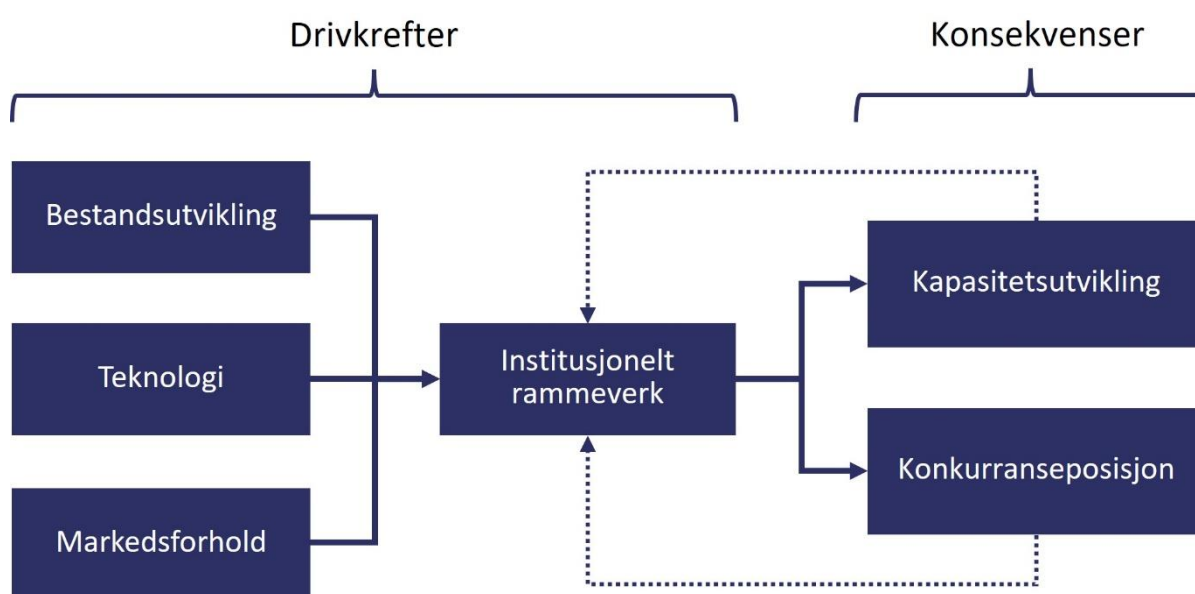 Drivkrefter
Konsekvenser
Bestandsutvikling
Teknologi
Markedsforhold
Institusjonelt
rammeverk
Kapasitetsutvikling
Konkurranseposisjon